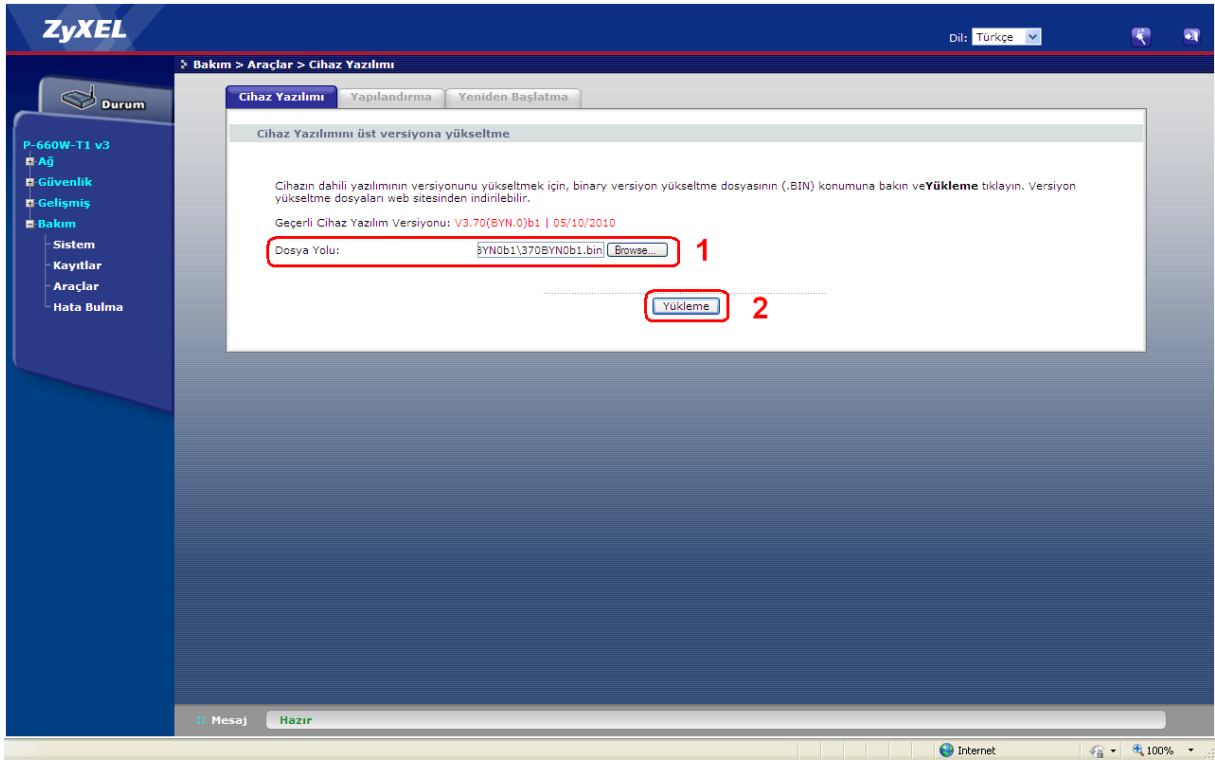 ZyXEL
Dil: Türkçe
Bakım > Araçlar > Cihaz Yazılımı
Durum
P-660W-T1 v3
Ağ
Güvenlik
Gelişmiş
Bakım
Sistem
Kayıtlar
Araçlar
Hata Bulma
Cihaz Yazılımı Yapılandırma Yeniden Başlatma
Cihaz Yazılımını üst versiyona yükseltme
Cihazın dahili yazılımının versiyonunu yükseltmek için, binary versiyon yükseltme dosyasının (.BIN) konumuna bakın veYükleme tıklayın. Versiyon
yükseltme dosyaları web sitesinden indirilebilir.
Geçerli Cihaz Yazılım Versiyonu: V3.70(BYN.0)b1 | 05/10/2010
Dosya Yolu: BYN0b1\370BYN0b1.bin Browse... 1
Yükleme 2
Mesaj Hazır
Internet 100%